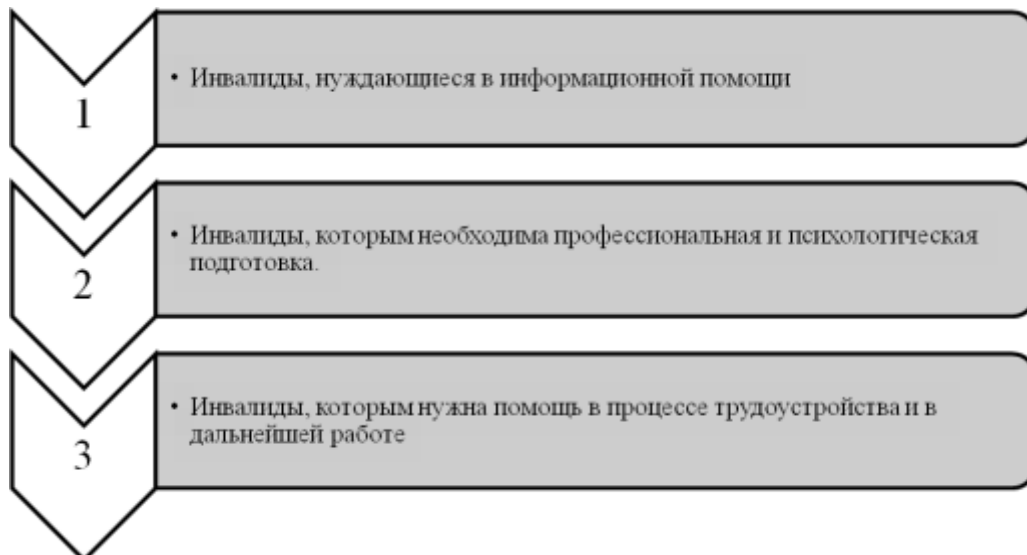 1
• Инвалиды, нуждающиеся в информационной помощи
2
• Инвалиды, которым необходима профессиональная и психологическая
подготовка.
3
• Инвалиды, которым нужна помощь в процессе трудоустройства и в
дальнейшей работе